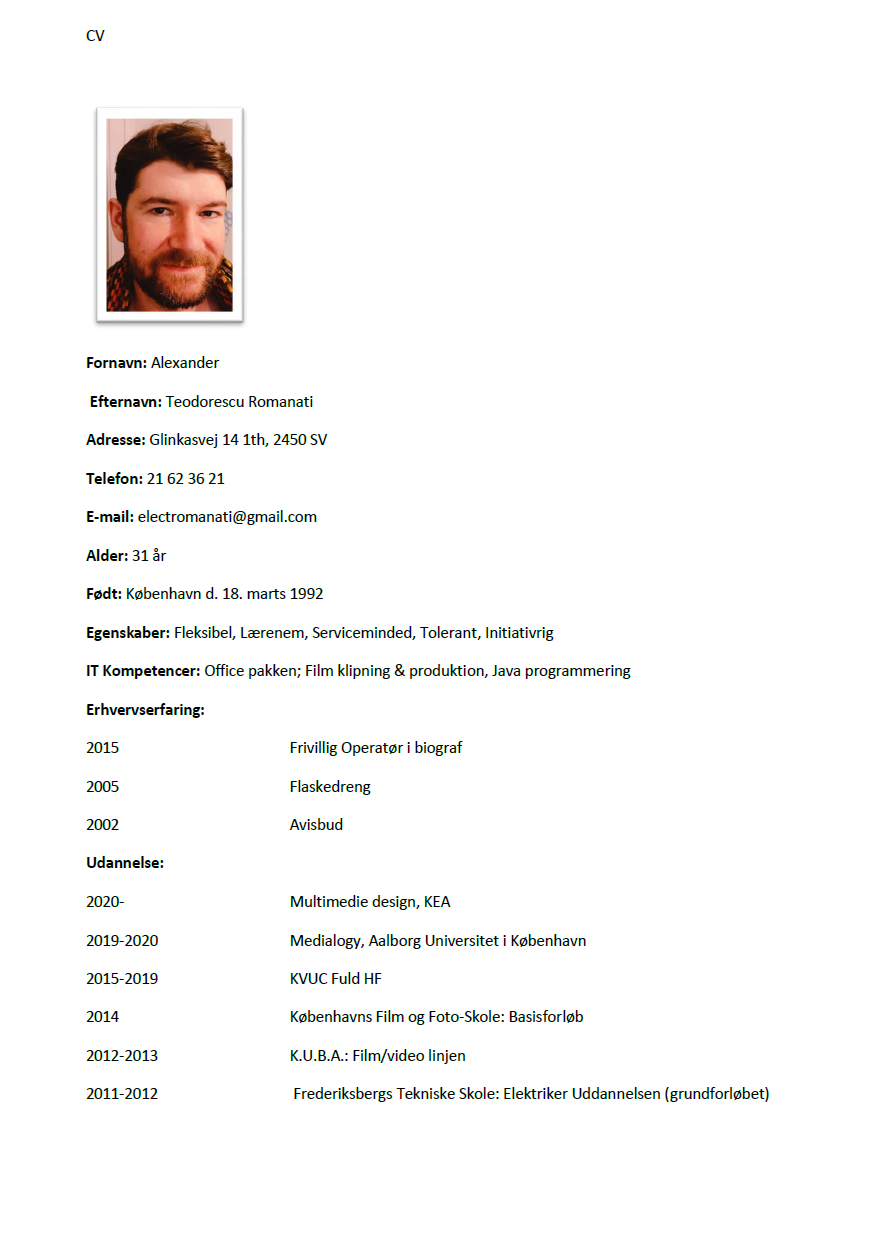 CV
Fornavn: Alexander
Efternavn: Teodorescu Romanati
Adresse: Glinkasvej 14 1th, 2450 SV
Telefon: 21 62 36 21
E-mail: electromanati@gmail.com
Alder: 31 år
Født: København d. 18. marts 1992
Egenskaber: Fleksibel, Lærenem, Serviceminded, Tolerant, Initiativrig
IT Kompetencer: Office pakken; Film klipning & produktion, Java programmering
Erhvervserfaring:
2015 Frivillig Operatør i biograf
2005 Flaskedreng
2002 Avisbud
Udannelse:
2020- Multimedie design, KEA
2019-2020 Medialogy, Aalborg Universitet i København
2015-2019 KVUC Fuld HF
2014 Københavns Film og Foto-Skole: Basisforløb
2012-2013 K.U.B.A.: Film/video linjen
2011-2012 Frederiksbergs Tekniske Skole: Elektriker Uddannelsen (grundforløbet)